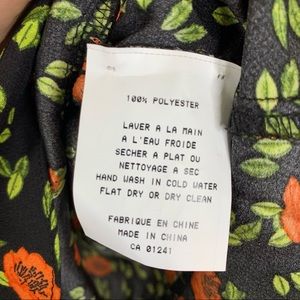 100% POLYESTER
LAVER A LA MAIN
A L'EAU FROIDE
SECHER A PLAT OU
NETTOYAGE A SEC
HAND WASH IN COLD WATER
FLAT DRY OR DRY CLEAN
FABRIQUE EN CHINE
MADE IN CHINA
CA 01241